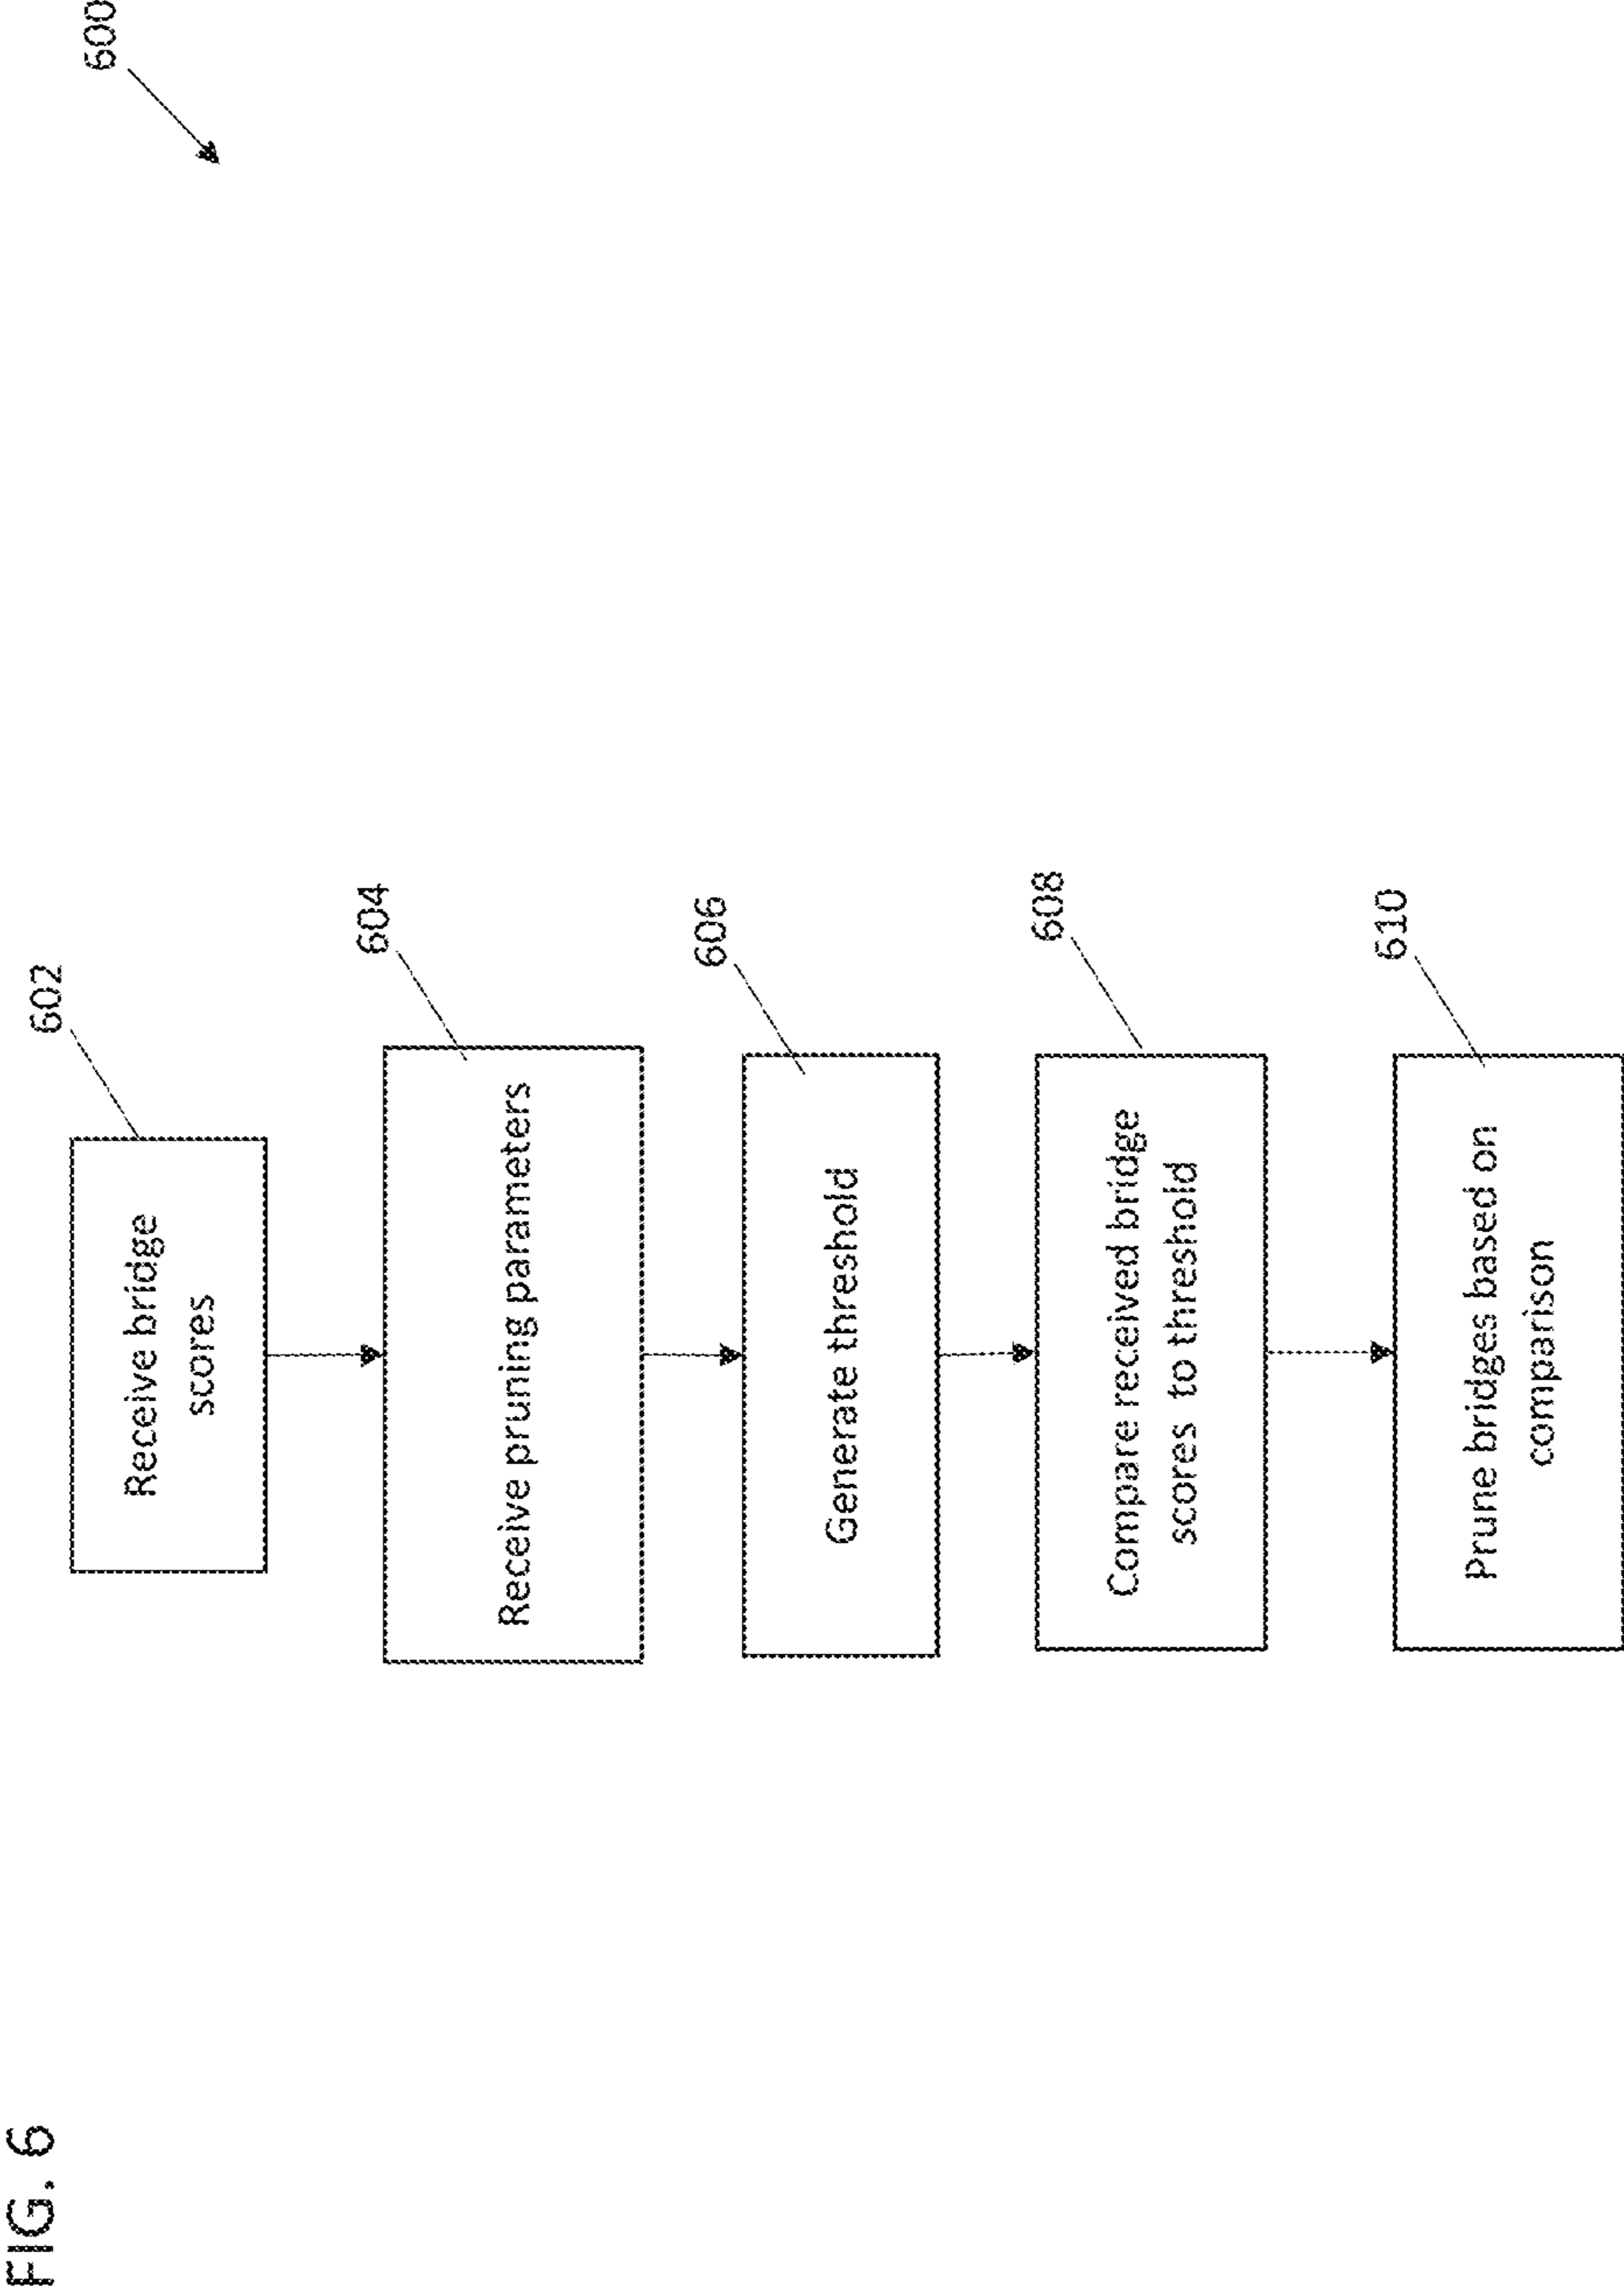 FIG. 6
600
602
Receive bridge
scores
604
Receive pruning parameters
606
Generate threshold
608
Compare received bridge
scores to threshold
610
Prune bridges based on
comparison